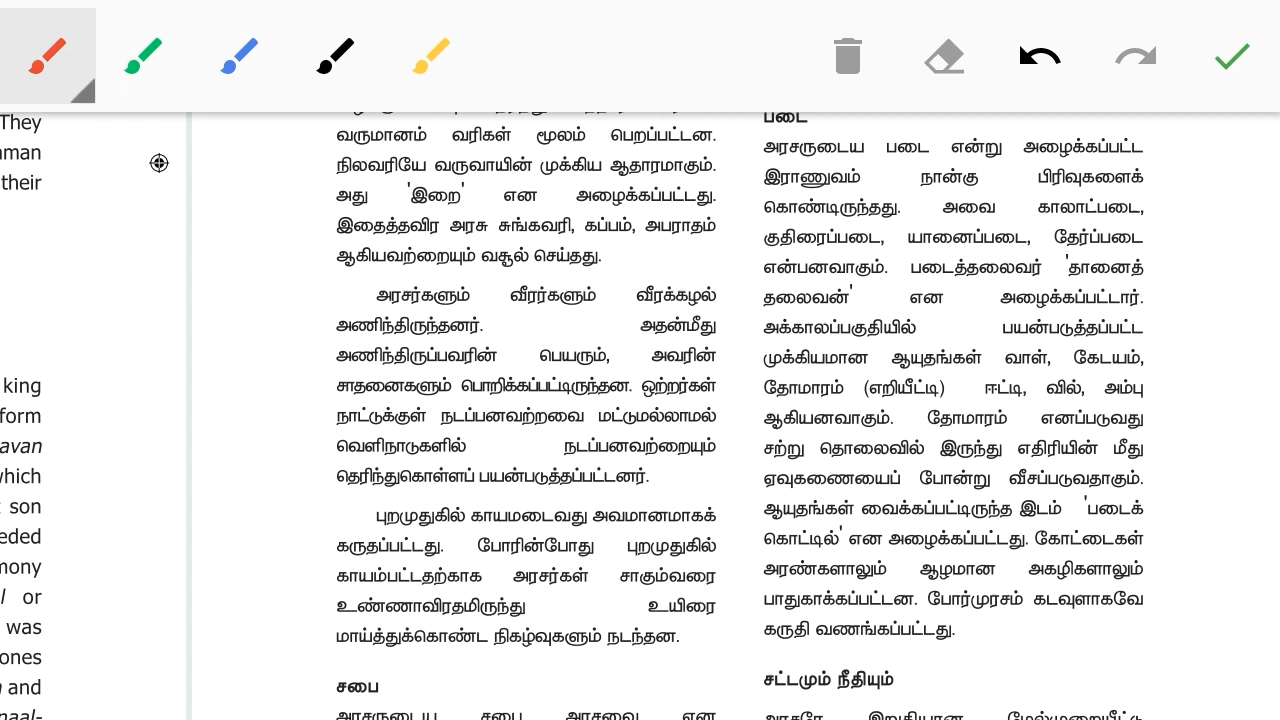 They
aman
their
king
form
avan
which
son
eeded
mony
l or
was
ones
and
naal-
வருமானம் வரிகள் மூலம் பெறப்பட்டன.
நிலவரியே வருவாயின் முக்கிய ஆதாரமாகும்.
அது 'இறை' என அழைக்கப்பட்டது.
இதைத்தவிர அரசு சுங்கவரி, கப்பம், அபராதம்
ஆகியவற்றையும் வசூல் செய்தது.
அரசர்களும் வீரர்களும் வீரக்கழல்
அணிந்திருந்தனர். அதன்மீது
அணிந்திருப்பவரின் பெயரும், அவரின்
சாதனைகளும் பொறிக்கப்பட்டிருந்தன. ஒற்றர்கள்
நாட்டுக்குள் நடப்பனவற்றவை மட்டுமல்லாமல்
வெளிநாடுகளில் நடப்பனவற்றையும்
தெரிந்துகொள்ளப் பயன்படுத்தப்பட்டனர்.
புறமுதுகில் காயமடைவது அவமானமாகக்
கருதப்பட்டது. போரின்போது புறமுதுகில்
காயம்பட்டதற்காக அரசர்கள் சாகும்வரை
உண்ணாவிரதமிருந்து உயிரை
மாய்த்துக்கொண்ட நிகழ்வுகளும் நடந்தன.
சபை
அரசருடைய சபை அரசவை என
படை
அரசருடைய படை என்று அழைக்கப்பட்ட
இராணுவம் நான்கு பிரிவுகளைக்
கொண்டிருந்தது. அவை காலாட்படை,
குதிரைப்படை, யானைப்படை, தேர்ப்படை
என்பனவாகும். படைத்தலைவர் 'தானைத்
தலைவன்' என அழைக்கப்பட்டார்.
அக்காலப்பகுதியில் பயன்படுத்தப்பட்ட
முக்கியமான ஆயுதங்கள் வாள், கேடயம்,
தோமாரம் (எறியீட்டி) ஈட்டி, வில், அம்பு
ஆகியனவாகும். தோமாரம் எனப்படுவது
சற்று தொலைவில் இருந்து எதிரியின் மீது
ஏவுகணையைப் போன்று வீசப்படுவதாகும்.
ஆயுதங்கள் வைக்கப்பட்டிருந்த இடம் 'படைக்
கொட்டில்' என அழைக்கப்பட்டது. கோட்டைகள்
அரண்களாலும் ஆழமான அகழிகளாலும்
பாதுகாக்கப்பட்டன. போர்முரசம் கடவுளாகவே
கருதி வணங்கப்பட்டது.
சட்டமும் நீதியும்
அரசரே இறுதியான மேல்முறையீட்டு